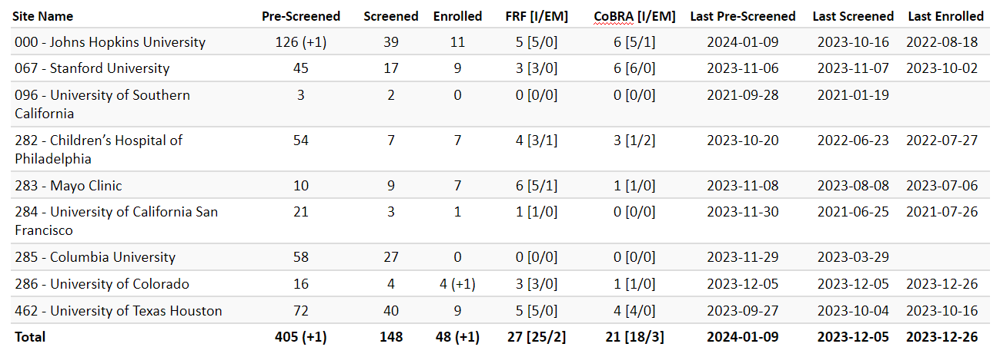 Site Name Pre-Screened Screened Enrolled FRF [I/EM] CoBRA [I/EM] Last Pre-Screened Last Screened Last Enrolled
000 - Johns Hopkins University 126 (+1) 39 11 5 [5/0] 6 [5/1] 2024-01-09 2023-10-16 2022-08-18
067 - Stanford University 45 17 9 3 [3/0] 6 [6/0] 2023-11-06 2023-11-07 2023-10-02
096 - University of Southern 3 2 0 0 [0/0] 0 [0/0] 2021-09-28 2021-01-19
California
282 - Children’s Hospital of 54 7 7 4 [3/1] 3 [1/2] 2023-10-20 2022-06-23 2022-07-27
Philadelphia
283 - Mayo Clinic 10 9 7 6 [5/1] 1 [1/0] 2023-11-08 2023-08-08 2023-07-06
284 - University of California San 21 3 1 1 [1/0] 0 [0/0] 2023-11-30 2021-06-25 2021-07-26
Francisco
285 - Columbia University 58 27 0 0 [0/0] 0 [0/0] 2023-11-29 2023-03-29
286 - University of Colorado 16 4 4 (+1) 3 [3/0] 1 [1/0] 2023-12-05 2023-12-05 2023-12-26
462 - University of Texas Houston 72 40 9 5 [5/0] 4 [4/0] 2023-09-27 2023-10-04 2023-10-16
Total 405 (+1) 148 48 (+1) 27 [25/2] 21 [18/3] 2024-01-09 2023-12-05 2023-12-26